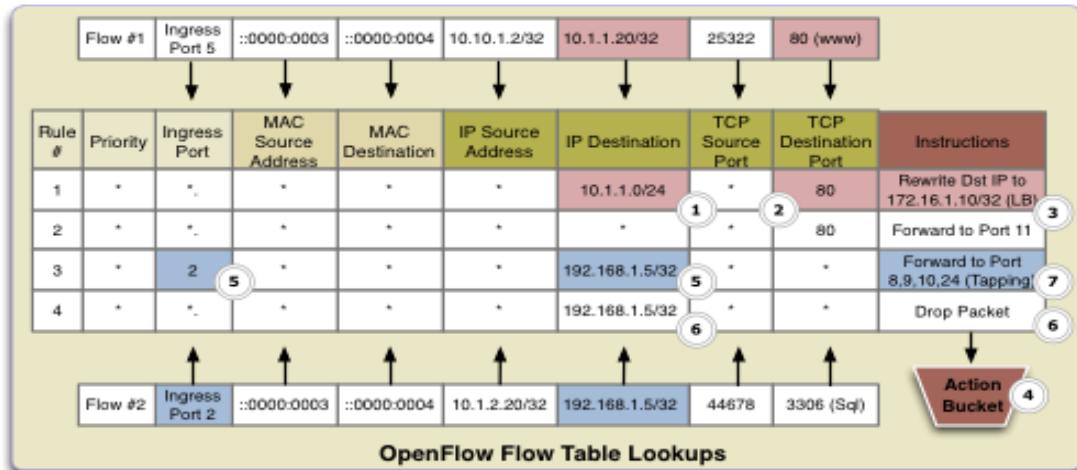 Flow #1 Ingress Port 5 ::0000:0003 ::0000:0004 10.10.1.2/32 10.1.1.20/32 25322 80 (www)
Rule # Priority Ingress Port MAC Source Address MAC Destination IP Source Address IP Destination TCP Source Port TCP Destination Port Instructions
1 * *. * * * 10.1.1.0/24 * 80 Rewrite Dst IP to 172.16.1.10/32 (LB)
1 2 3
2 * *. * * * * * 80 Forward to Port 11
3 * 2 * * * 192.168.1.5/32 * * Forward to Port 8,9,10,24 (Tapping)
5 5 7
4 * *. * * * 192.168.1.5/32 * * Drop Packet
6 6
Flow #2 Ingress Port 2 ::0000:0003 ::0000:0004 10.1.2.20/32 192.168.1.5/32 44678 3306 (Sql)
Action Bucket 4
OpenFlow Flow Table Lookups